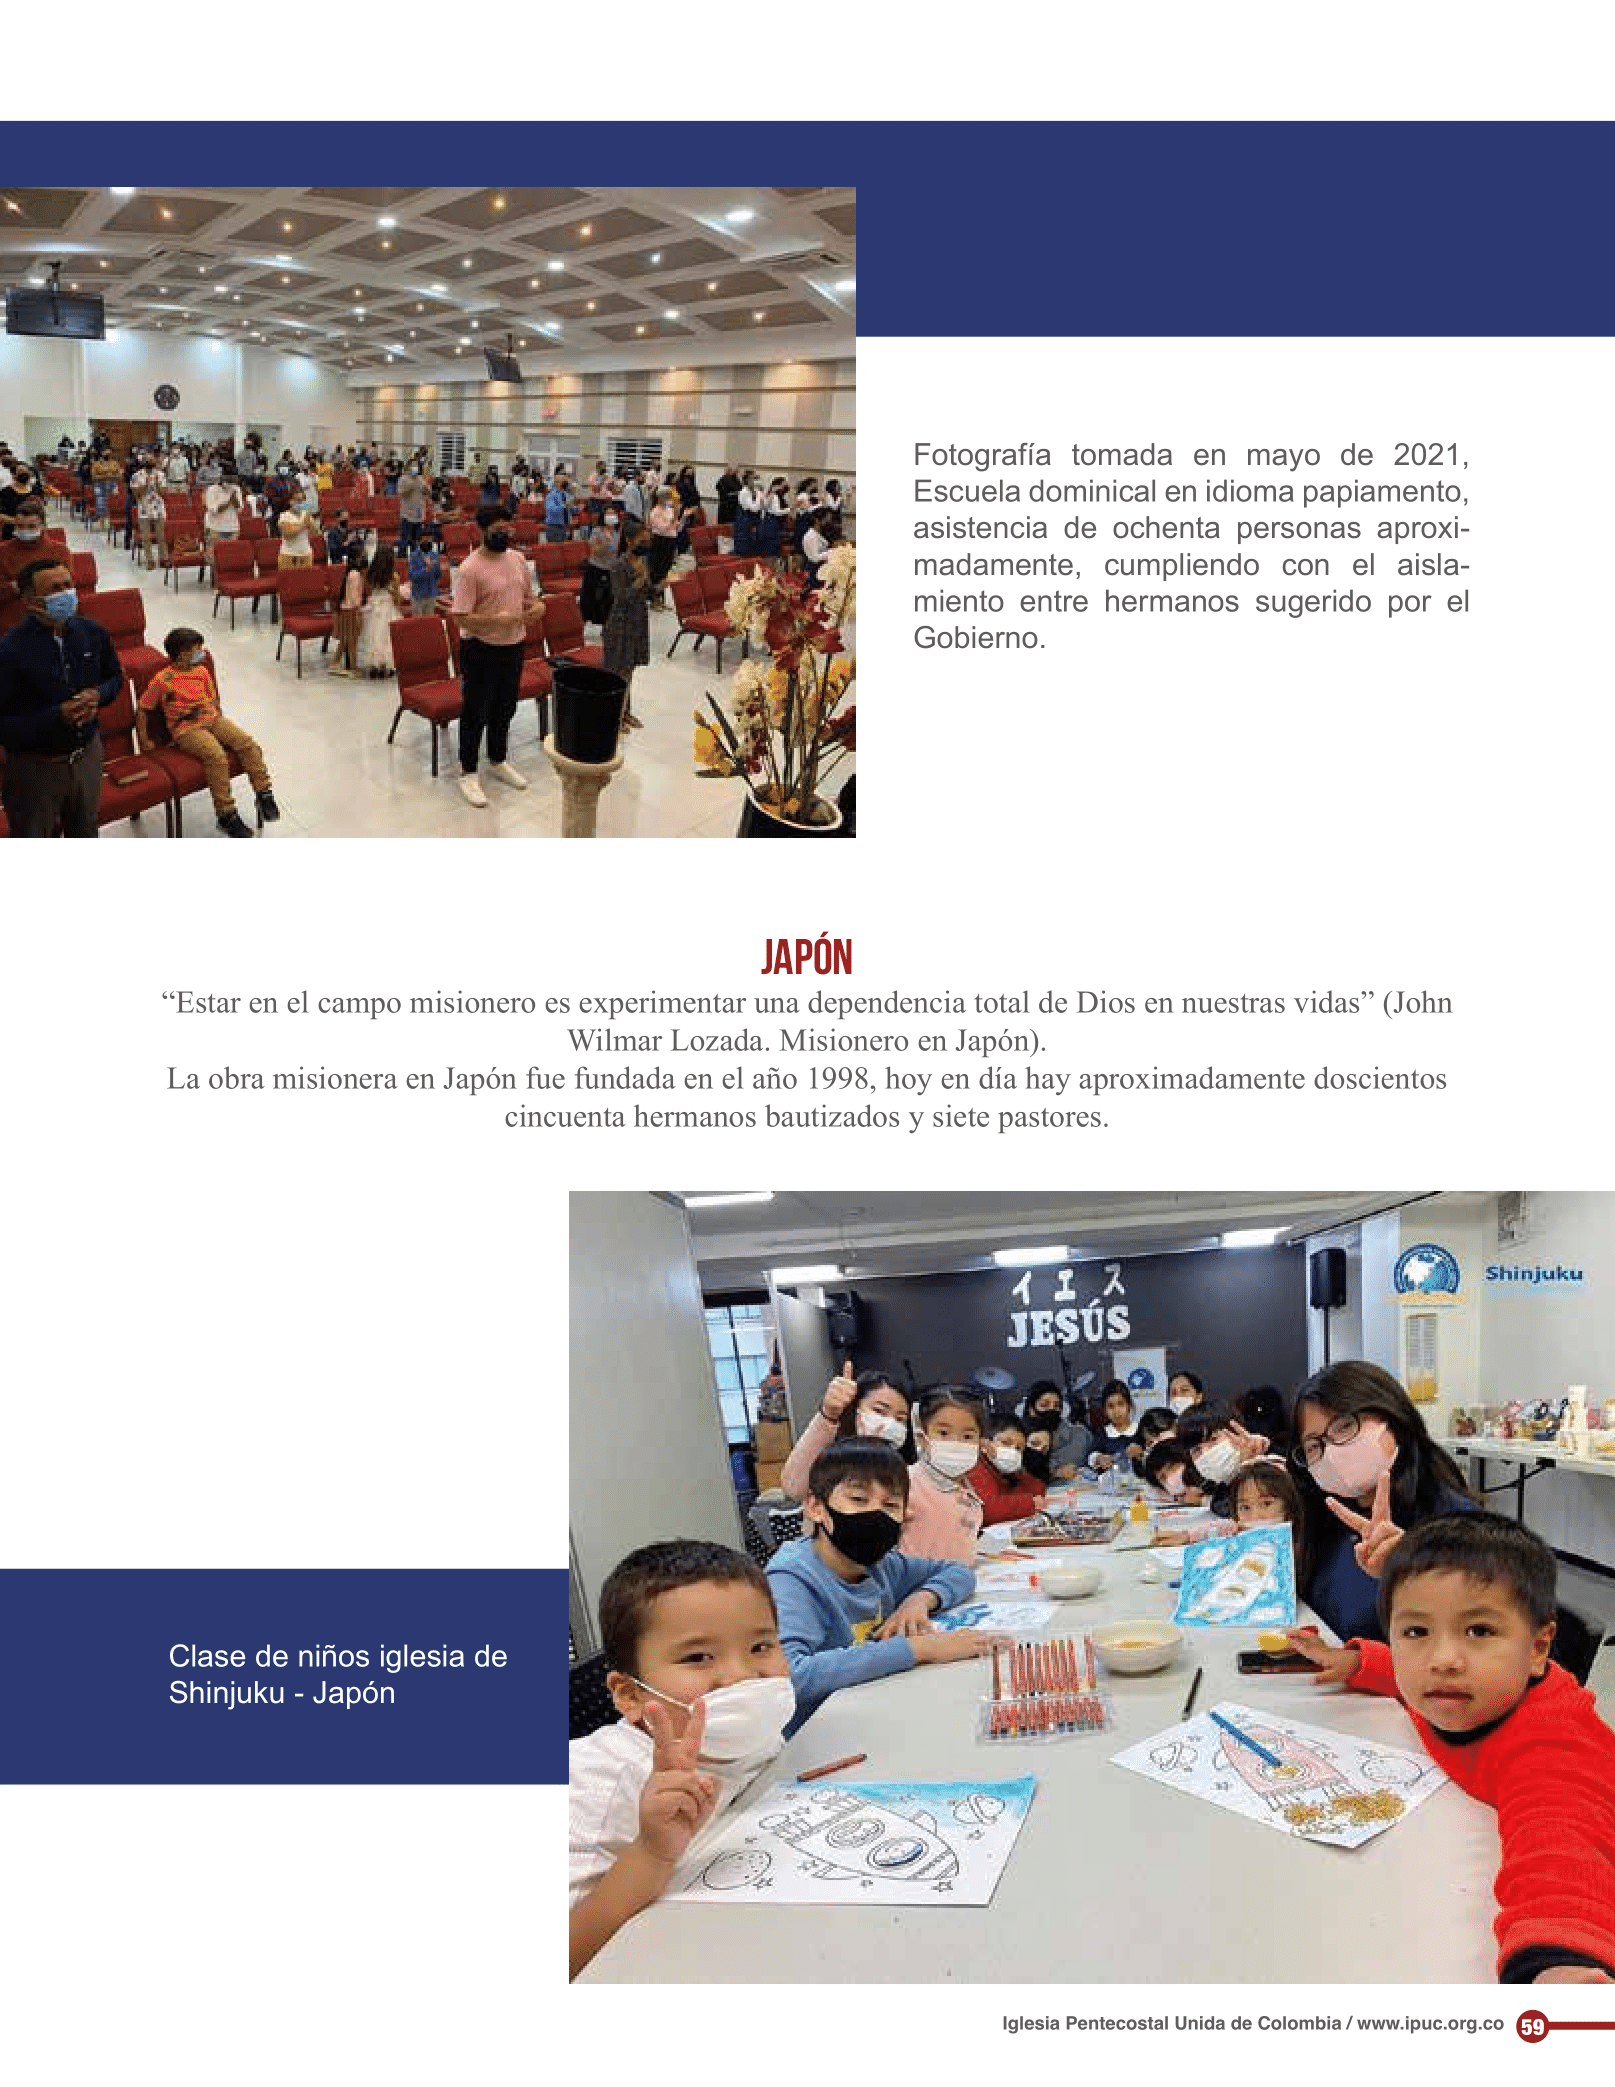 Fotografía tomada en mayo de 2021,
Escuela dominical en idioma papiamento,
asistencia de ochenta personas aproxi-
madamente, cumpliendo con el aisla-
miento entre hermanos sugerido por el
Gobierno.
JAPÓN
“Estar en el campo misionero es experimentar una dependencia total de Dios en nuestras vidas” (John
Wilmar Lozada. Misionero en Japón).
La obra misionera en Japón fue fundada en el año 1998, hoy en día hay aproximadamente doscientos
cincuenta hermanos bautizados y siete pastores.
イエス
JESÚS
Shinjuku
Clase de niños iglesia de
Shinjuku - Japón
Iglesia Pentecostal Unida de Colombia / www.ipuc.org.co 59